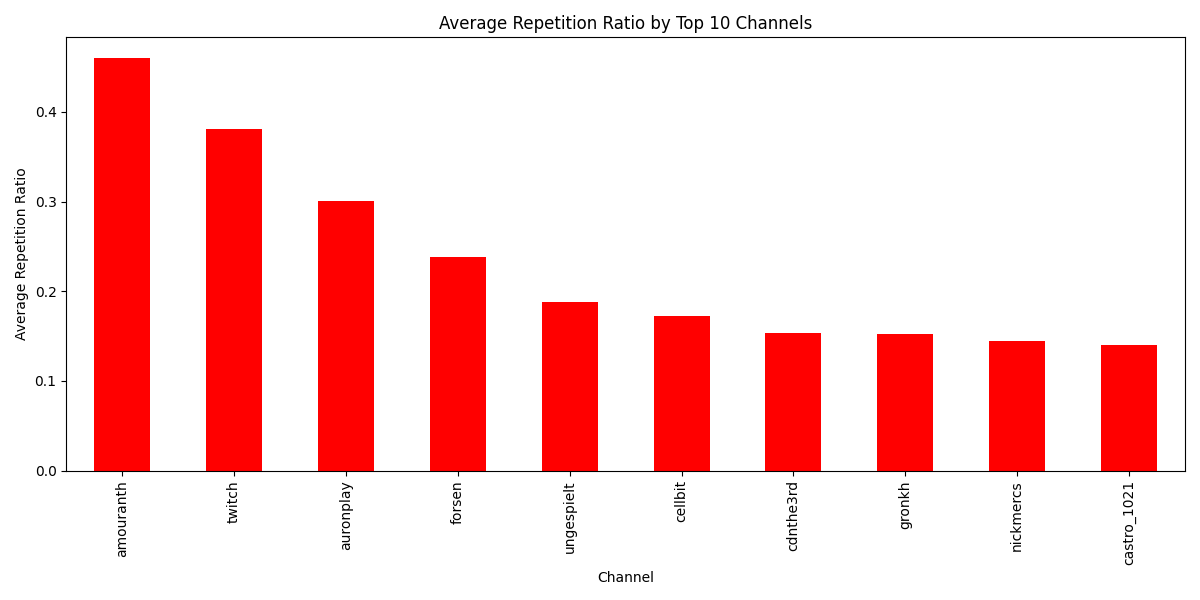 Average Repetition Ratio by Top 10 Channels
Average Repetition Ratio
0.4
0.3
0.2
0.1
0.0
amouranth
twitch
auronplay
forsen
ungespielt
cellbit
cdnthe3rd
gronkh
nickmercs
castro_1021
Channel